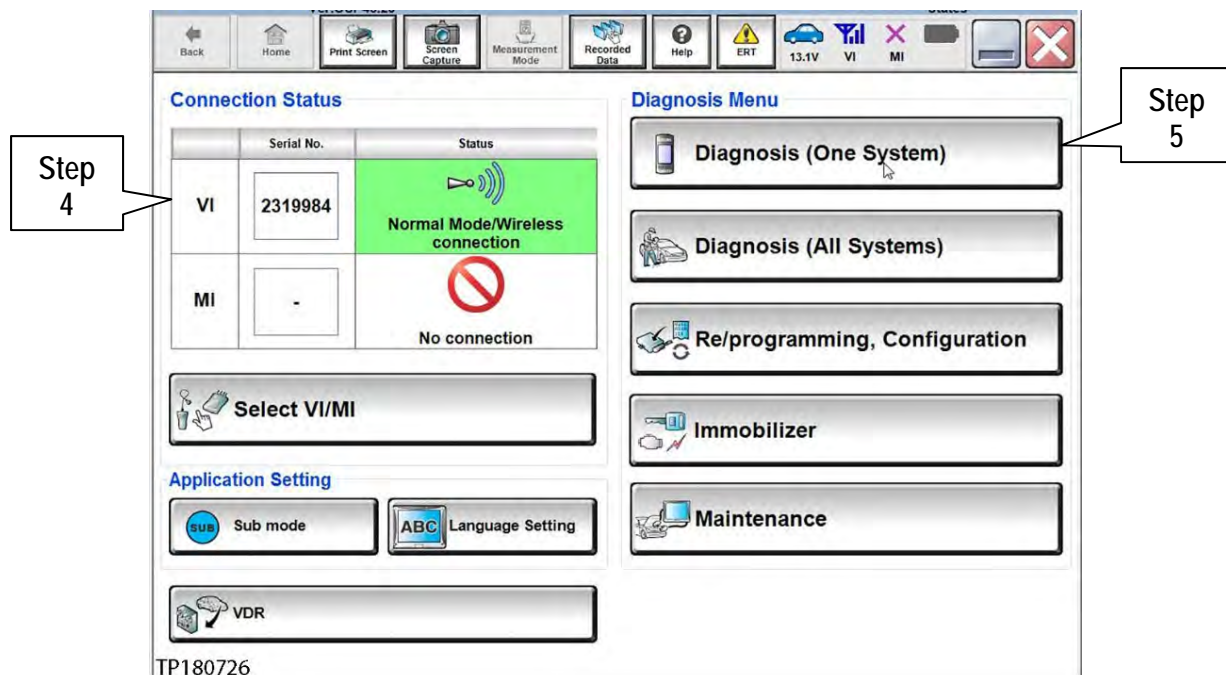 Back
Home
Print Screen
Screen
Capture
Measurement
Mode
Recorded
Data
Help
ERT
13.1V
VI
MI
Connection Status
Serial No.
Status
VI
2319984
Normal Mode/Wireless
connection
MI
-
No connection
Select VI/MI
Application Setting
SUB
Sub mode
ABC
Language Setting
VDR
TP180726
Diagnosis Menu
Diagnosis (One System)
Diagnosis (All Systems)
Re/programming, Configuration
Immobilizer
Maintenance
Step
4
Step
5